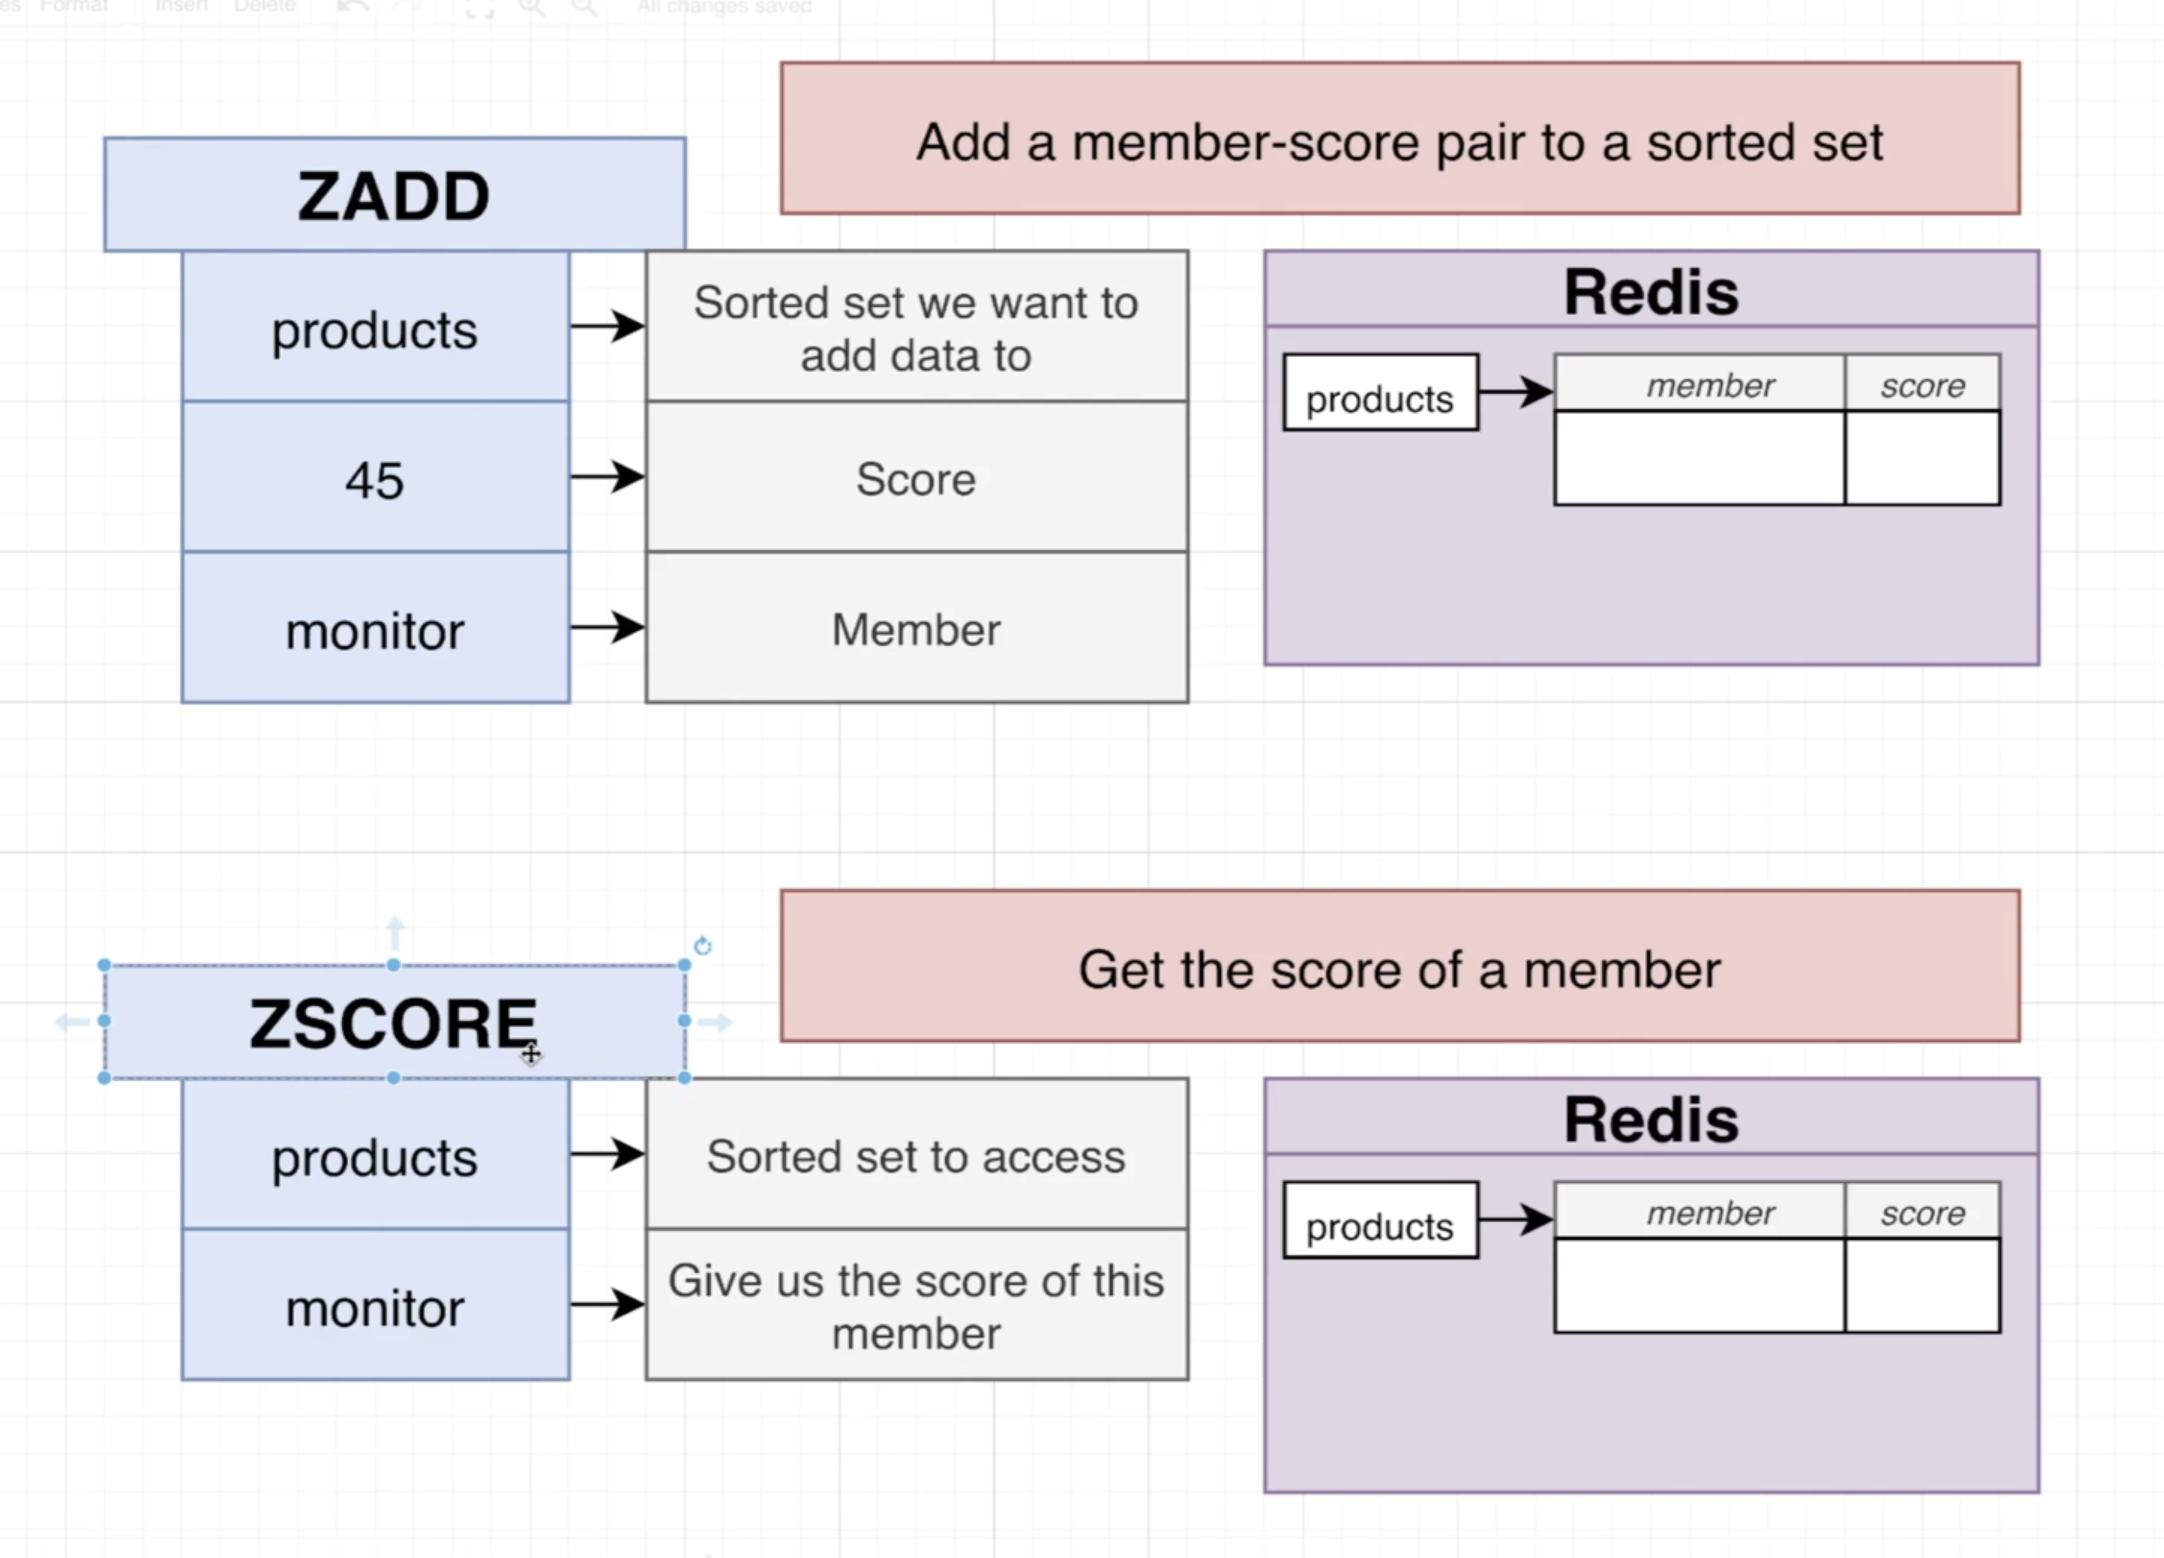 Format Insert Delete All changes saved
Add a member-score pair to a sorted set
ZADD
products
Sorted set we want to
add data to
45
Score
monitor
Member
Redis
products
member
score
Get the score of a member
ZSCORE
products
Sorted set to access
monitor
Give us the score of this
member
Redis
products
member
score